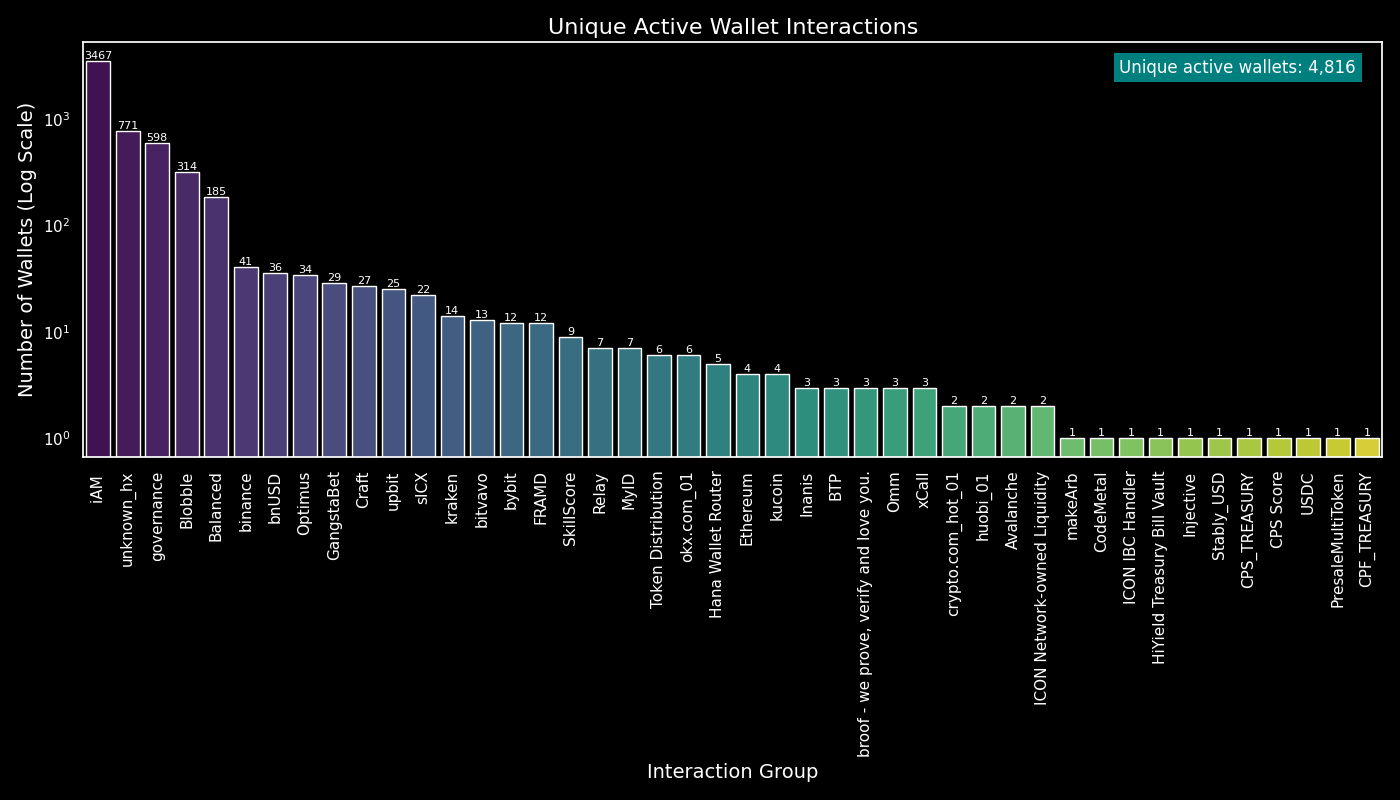 Unique Active Wallet Interactions
Unique active wallets: 4,816
Number of Wallets (Log Scale)
10³
10²
10¹
10⁰
3467
771
598
314
185
41
36
34
29
27
25
22
14
13
12
12
9
7
7
6
6
5
4
4
3
3
3
3
3
2
2
2
2
1
1
1
1
1
1
1
1
1
1
1
iAM
unknown_hx
governance
Blobble
Balanced
binance
bnUSD
Optimus
GangstaBet
Craft
upbit
sICX
kraken
bitvavo
bybit
FRAMD
SkillScore
Relay
MyID
Token Distribution
okx.com_01
Hana Wallet Router
Ethereum
kucoin
Inanis
BTP
broof - we prove, verify and love you.
Omm
xCall
crypto.com_hot_01
huobi_01
Avalanche
ICON Network-owned Liquidity
makeArb
CodeMetal
ICON IBC Handler
HiYield Treasury Bill Vault
Injective
Stably_USD
CPS_TREASURY
CPS Score
USDC
PresaleMultiToken
CPF_TREASURY
Interaction Group